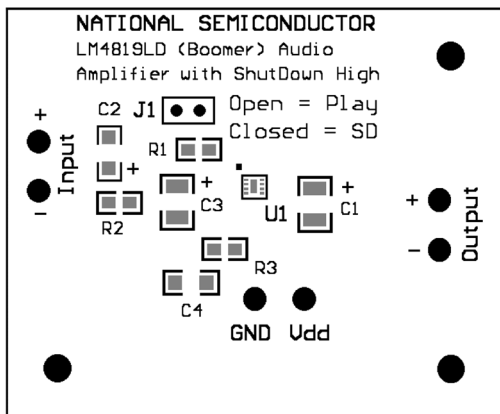 NATIONAL SEMICONDUCTOR
LM4819LD (Boomer) Audio
Amplifier with ShutDown High
+
C2
J1
Open = Play
Closed = SD
R1
Input
+
-
R2
+
C3
U1
+
C1
+
-
Output
R3
C4
GND Vdd